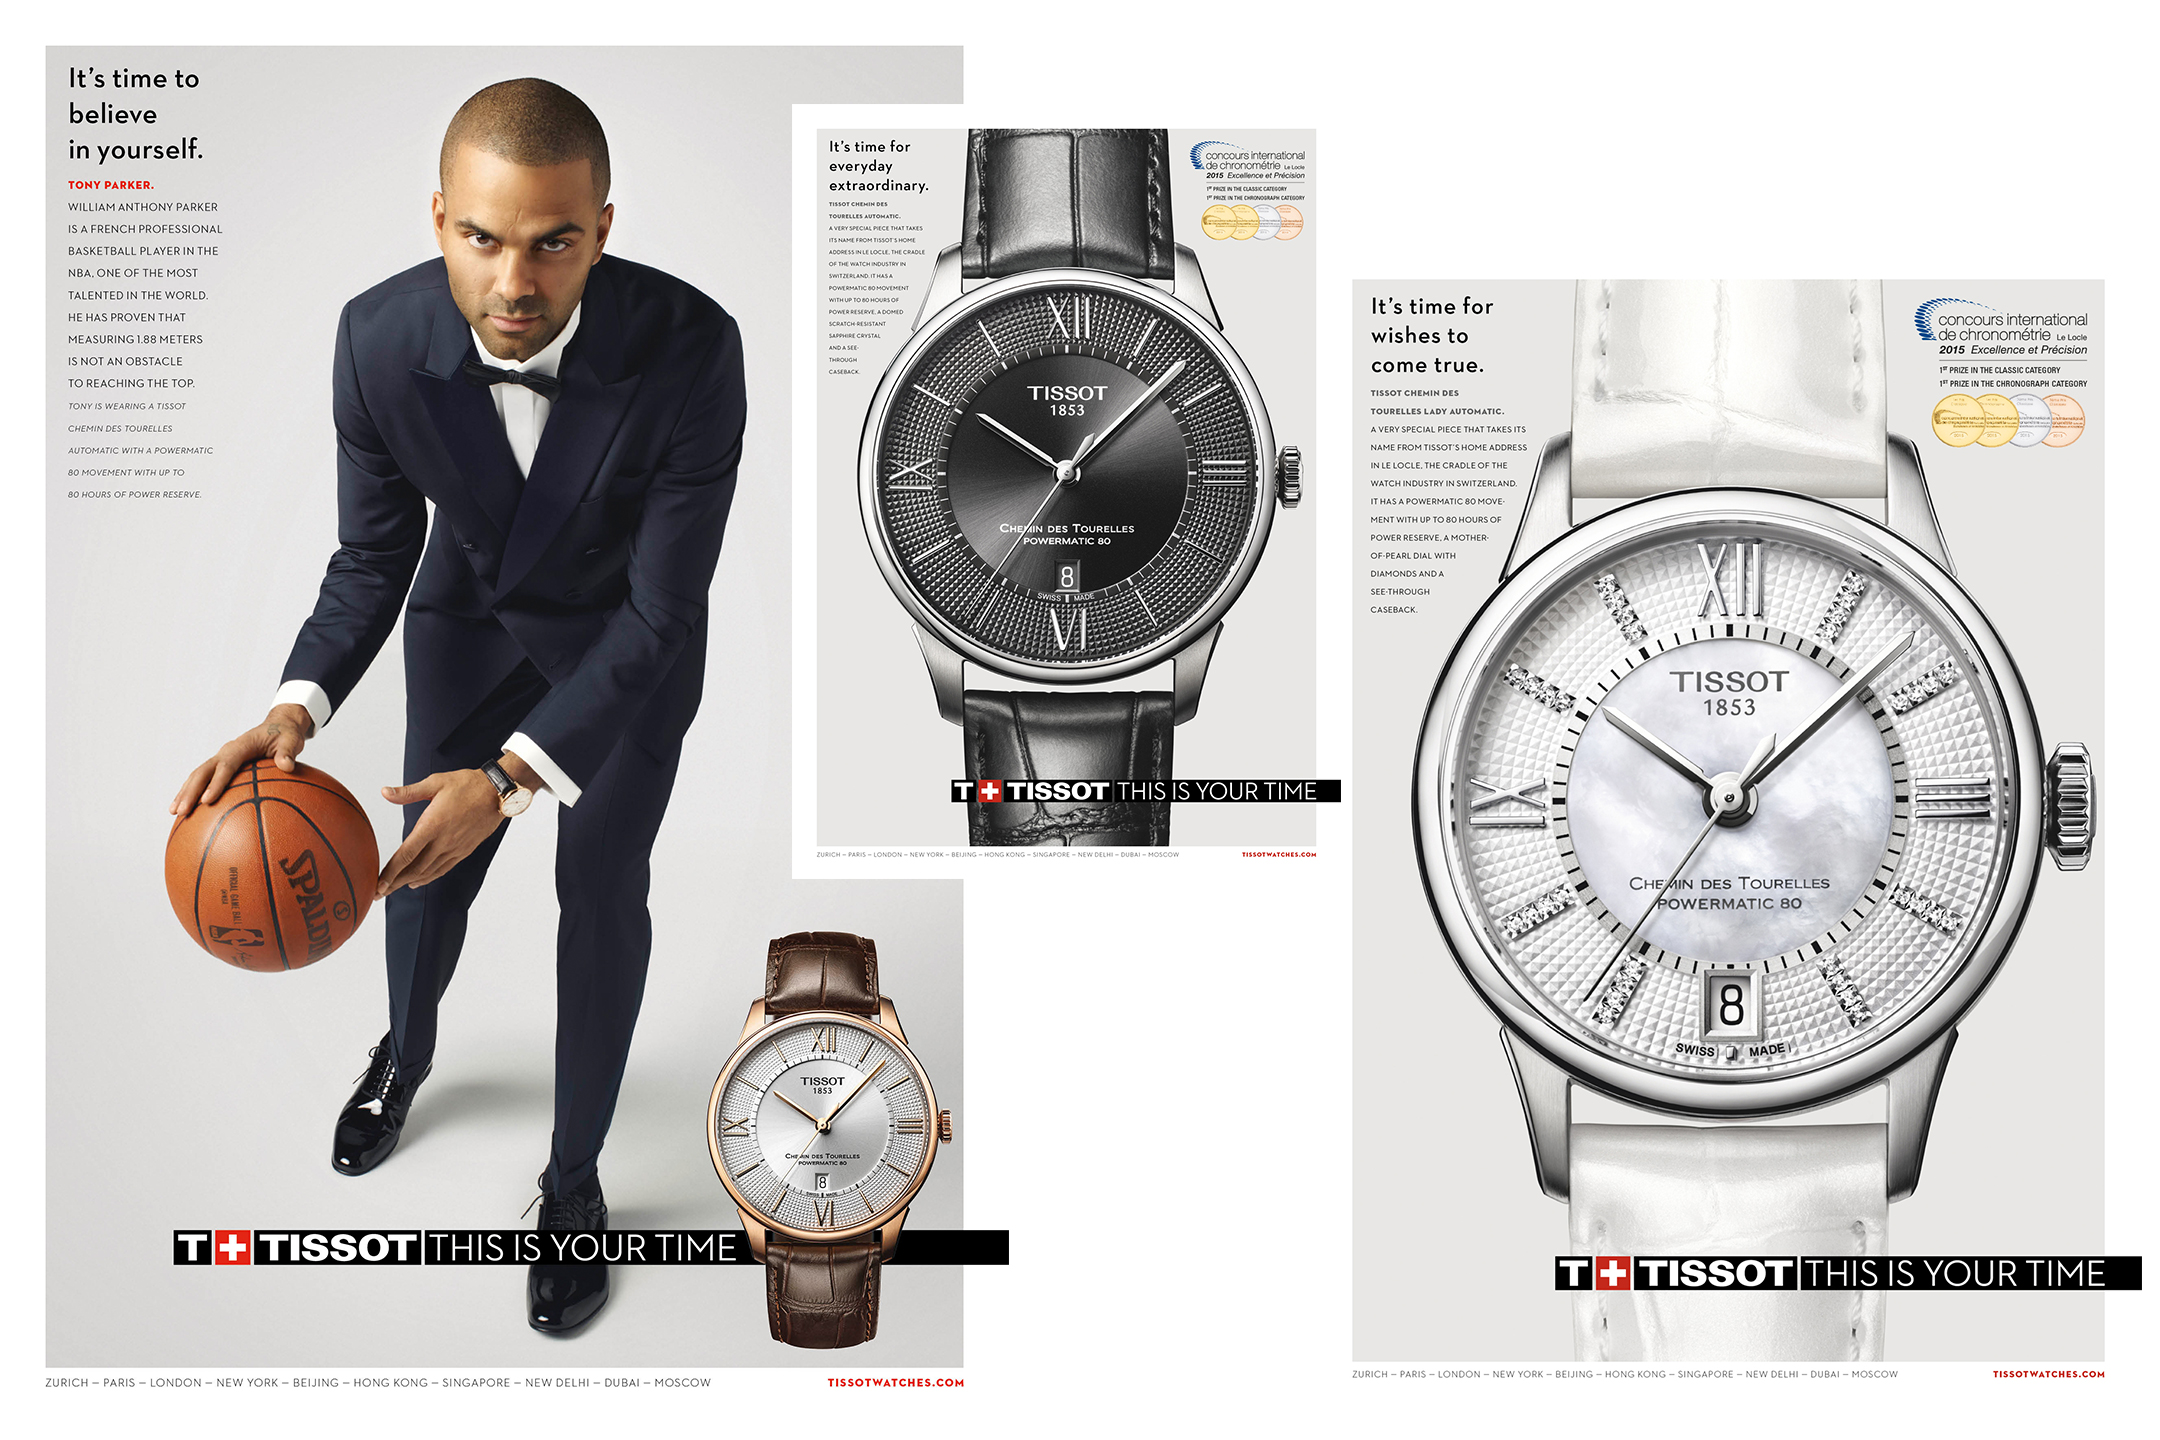 It's time to
believe
in yourself.
TONY PARKER.
WILLIAM ANTHONY PARKER
IS A FRENCH PROFESSIONAL
BASKETBALL PLAYER IN THE
NBA, ONE OF THE MOST
TALENTED IN THE WORLD.
HE HAS PROVEN THAT
MEASURING 1.88 METERS
IS NOT AN OBSTACLE
TO REACHING THE TOP.
TONY IS WEARING A TISSOT
CHEMIN DES TOURELLES
AUTOMATIC WITH A POWERMATIC
80 MOVEMENT WITH UP TO
80 HOURS OF POWER RESERVE.
SPALDING
OFFICIAL GAME BALL
TISSOT
1853
CHEMIN DES TOURELLES
POWERMATIC 80
8
SWISS MADE
XII
IX
VI
T+ TISSOT THIS IS YOUR TIME
ZURICH – PARIS – LONDON – NEW YORK – BEIJING – HONG KONG – SINGAPORE – NEW DELHI – DUBAI – MOSCOW
TISSOTWATCHES.COM
It's time for
everyday
extraordinary.
TISSOT CHEMIN DES
TOURELLES AUTOMATIC.
A VERY SPECIAL PIECE THAT TAKES
ITS NAME FROM TISSOT'S HOME
ADDRESS IN LE LOCLE, THE CRADLE
OF THE WATCH INDUSTRY IN
SWITZERLAND. IT HAS A
POWERMATIC 80 MOVEMENT
WITH UP TO 80 HOURS OF
POWER RESERVE, A DOMED
SCRATCH-RESISTANT
SAPPHIRE CRYSTAL
AND A SEE-
THROUGH
CASEBACK.
concours international
de chronométrie Le Locle
2015 Excellence et Précision
1ST PRIZE IN THE CLASSIC CATEGORY
1ST PRIZE IN THE CHRONOGRAPH CATEGORY
XII
TISSOT
1853
IX
III
CHEMIN DES TOURELLES
POWERMATIC 80
8
SWISS MADE
VI
T+ TISSOT THIS IS YOUR TIME
ZURICH – PARIS – LONDON – NEW YORK – BEIJING – HONG KONG – SINGAPORE – NEW DELHI – DUBAI – MOSCOW
TISSOTWATCHES.COM
It's time for
wishes to
come true.
TISSOT CHEMIN DES
TOURELLES LADY AUTOMATIC.
A VERY SPECIAL PIECE THAT TAKES ITS
NAME FROM TISSOT'S HOME ADDRESS
IN LE LOCLE, THE CRADLE OF THE
WATCH INDUSTRY IN SWITZERLAND.
IT HAS A POWERMATIC 80 MOVE-
MENT WITH UP TO 80 HOURS OF
POWER RESERVE, A MOTHER-
OF-PEARL DIAL WITH
DIAMONDS AND A
SEE-THROUGH
CASEBACK.
concours international
de chronométrie Le Locle
2015 Excellence et Précision
1ST PRIZE IN THE CLASSIC CATEGORY
1ST PRIZE IN THE CHRONOGRAPH CATEGORY
XII
TISSOT
1853
IX
III
CHEMIN DES TOURELLES
POWERMATIC 80
8
SWISS MADE
T+ TISSOT THIS IS YOUR TIME
ZURICH – PARIS – LONDON – NEW YORK – BEIJING – HONG KONG – SINGAPORE – NEW DELHI – DUBAI – MOSCOW
TISSOTWATCHES.COM